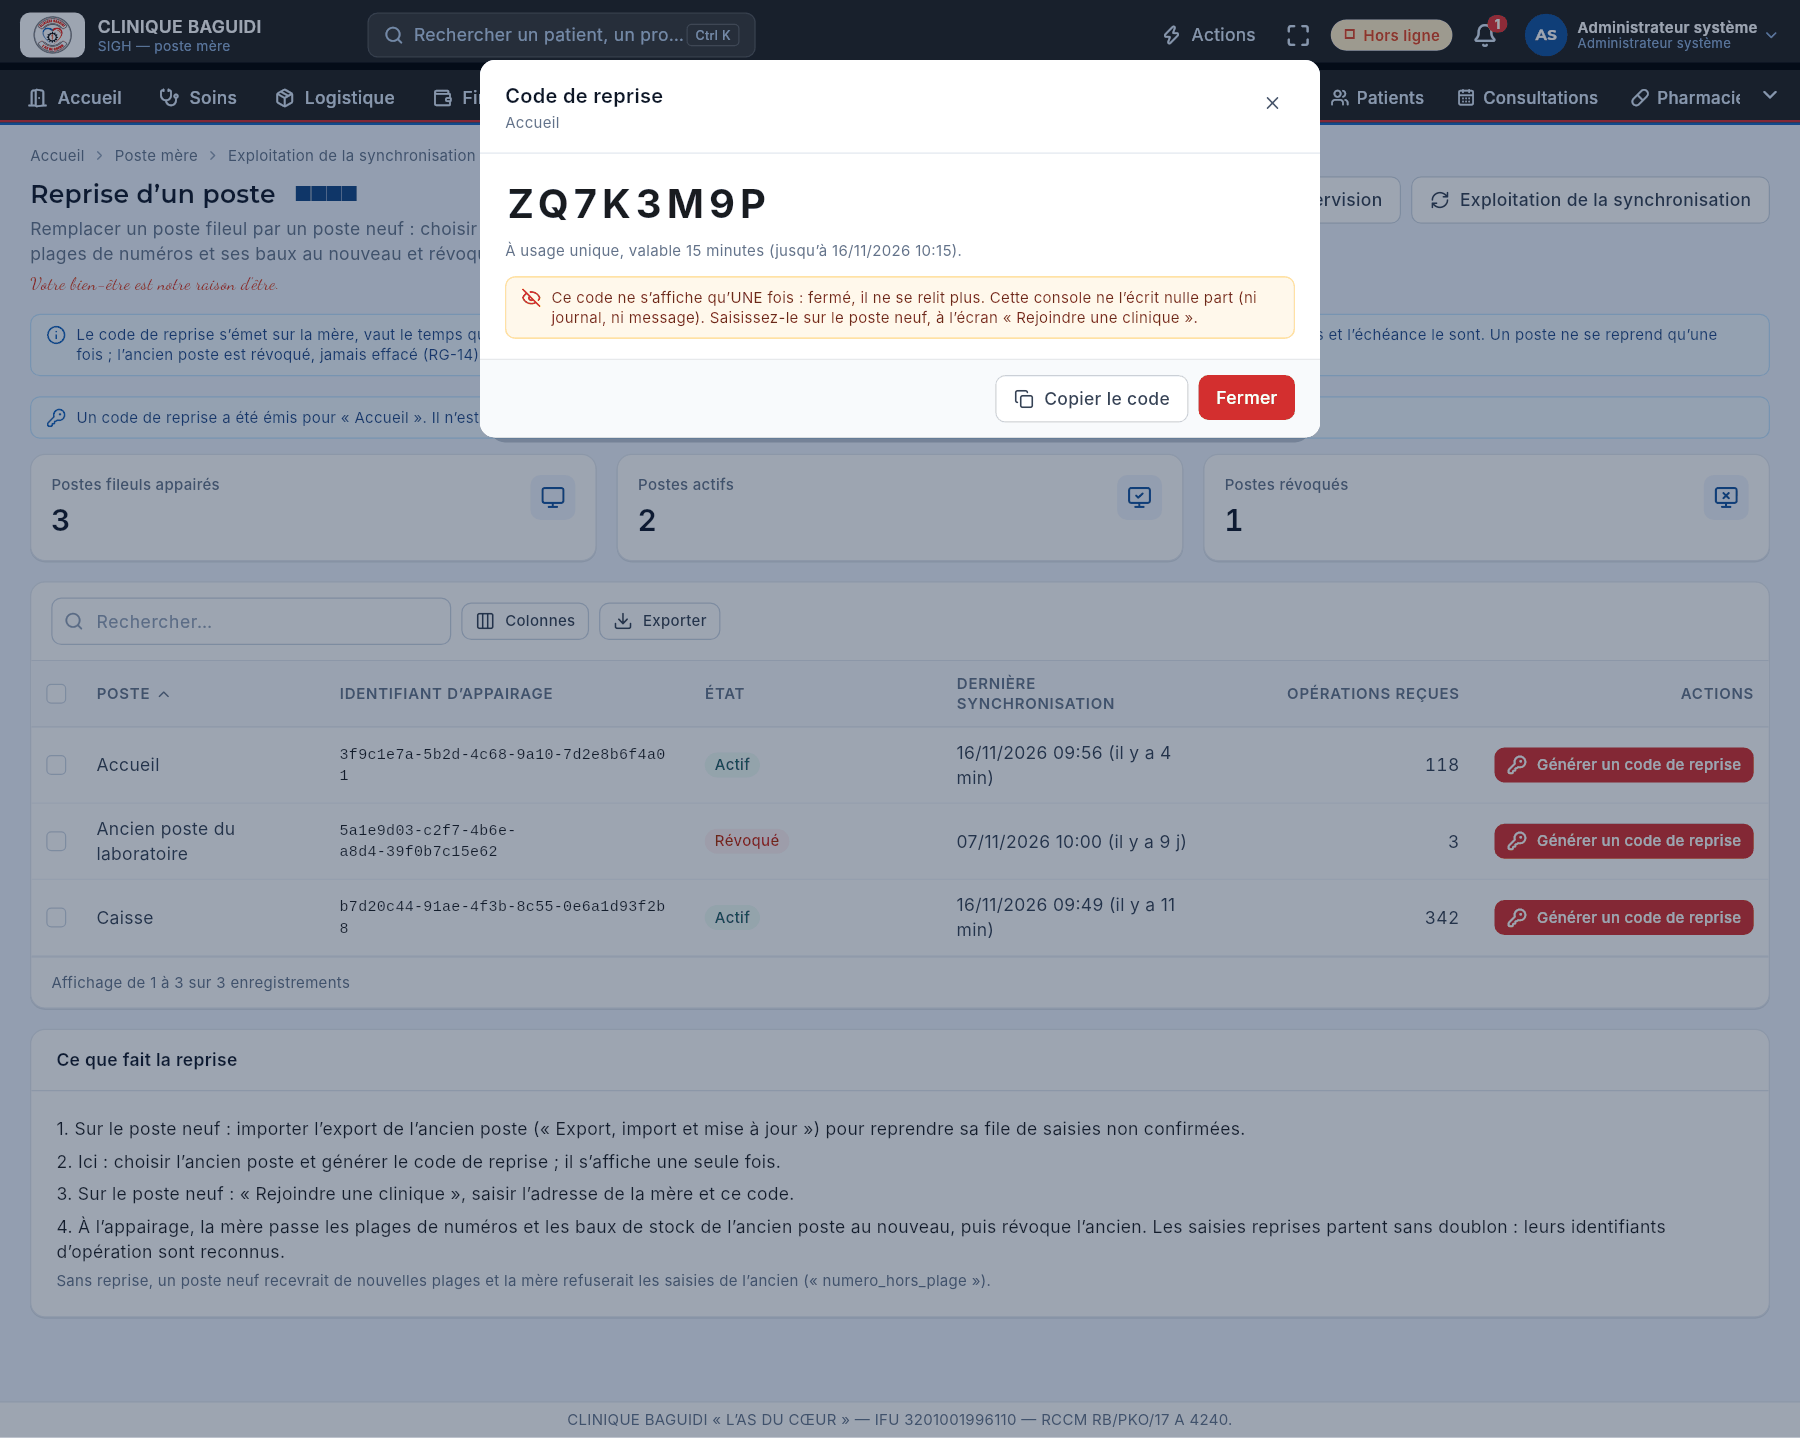 CLINIQUE BAGUIDI
SIGH — poste mère
Rechercher un patient, un pro... Ctrl K
Actions
Hors ligne
1
AS
Administrateur système
Administrateur système
Accueil
Soins
Logistique
Patients
Consultations
Code de reprise
Accueil
ZQ7K3M9P
À usage unique, valable 15 minutes (jusqu’à 16/11/2026 10:15).
Ce code ne s’affiche qu’UNE fois : fermé, il ne se relit plus. Cette console ne l’écrit nulle part (ni
journal, ni message). Saisissez-le sur le poste neuf, à l’écran « Rejoindre une clinique ».
Copier le code
Fermer
Accueil > Poste mère > Exploitation de la synchronisation
Reprise d’un poste
Exploitation de la synchronisation
Remplacer un poste fileul par un poste neuf : choisir
plages de numéros et ses baux au nouveau et
Votre bien-être est notre raison d'être.
Le code de reprise s’émet sur la mère, vaut le temps
et l’échéance le sont. Un poste ne se reprend qu’une
fois ; l’ancien poste est révoqué, jamais effacé (RG-14)
Un code de reprise a été émis pour « Accueil ». Il n’est
Postes fileuls appairés
3
Postes actifs
2
Postes révoqués
1
Rechercher...
Colonnes
Exporter
POSTE
IDENTIFIANT D’APPAIRAGE
ÉTAT
DERNIÈRE
SYNCHRONISATION
OPÉRATIONS REÇUES
ACTIONS
Accueil
3f9c1e7a-5b2d-4c68-9a10-7d2e8b6f4a0
1
Actif
16/11/2026 09:56 (il y a 4
min)
118
Générer un code de reprise
Ancien poste du
laboratoire
5a1e9d03-c2f7-4b6e-
a8d4-39f0b7c15e62
Révoqué
07/11/2026 10:00 (il y a 9 j)
3
Générer un code de reprise
Caisse
b7d20c44-91ae-4f3b-8c55-0e6a1d93f2b
8
Actif
16/11/2026 09:49 (il y a 11
min)
342
Générer un code de reprise
Affichage de 1 à 3 sur 3 enregistrements
Ce que fait la reprise
1. Sur le poste neuf : importer l’export de l’ancien poste (« Export, import et mise à jour ») pour reprendre sa file de saisies non confirmées.
2. Ici : choisir l’ancien poste et générer le code de reprise ; il s’affiche une seule fois.
3. Sur le poste neuf : « Rejoindre une clinique », saisir l’adresse de la mère et ce code.
4. À l’appairage, la mère passe les plages de numéros et les baux de stock de l’ancien poste au nouveau, puis révoque l’ancien. Les saisies reprises partent sans doublon : leurs identifiants
d’opération sont reconnus.
Sans reprise, un poste neuf recevrait de nouvelles plages et la mère refuserait les saisies de l’ancien (« numero_hors_plage »).
CLINIQUE BAGUIDI « L’AS DU CŒUR » — IFU 3201001996110 — RCCM RB/PKO/17 A 4240.